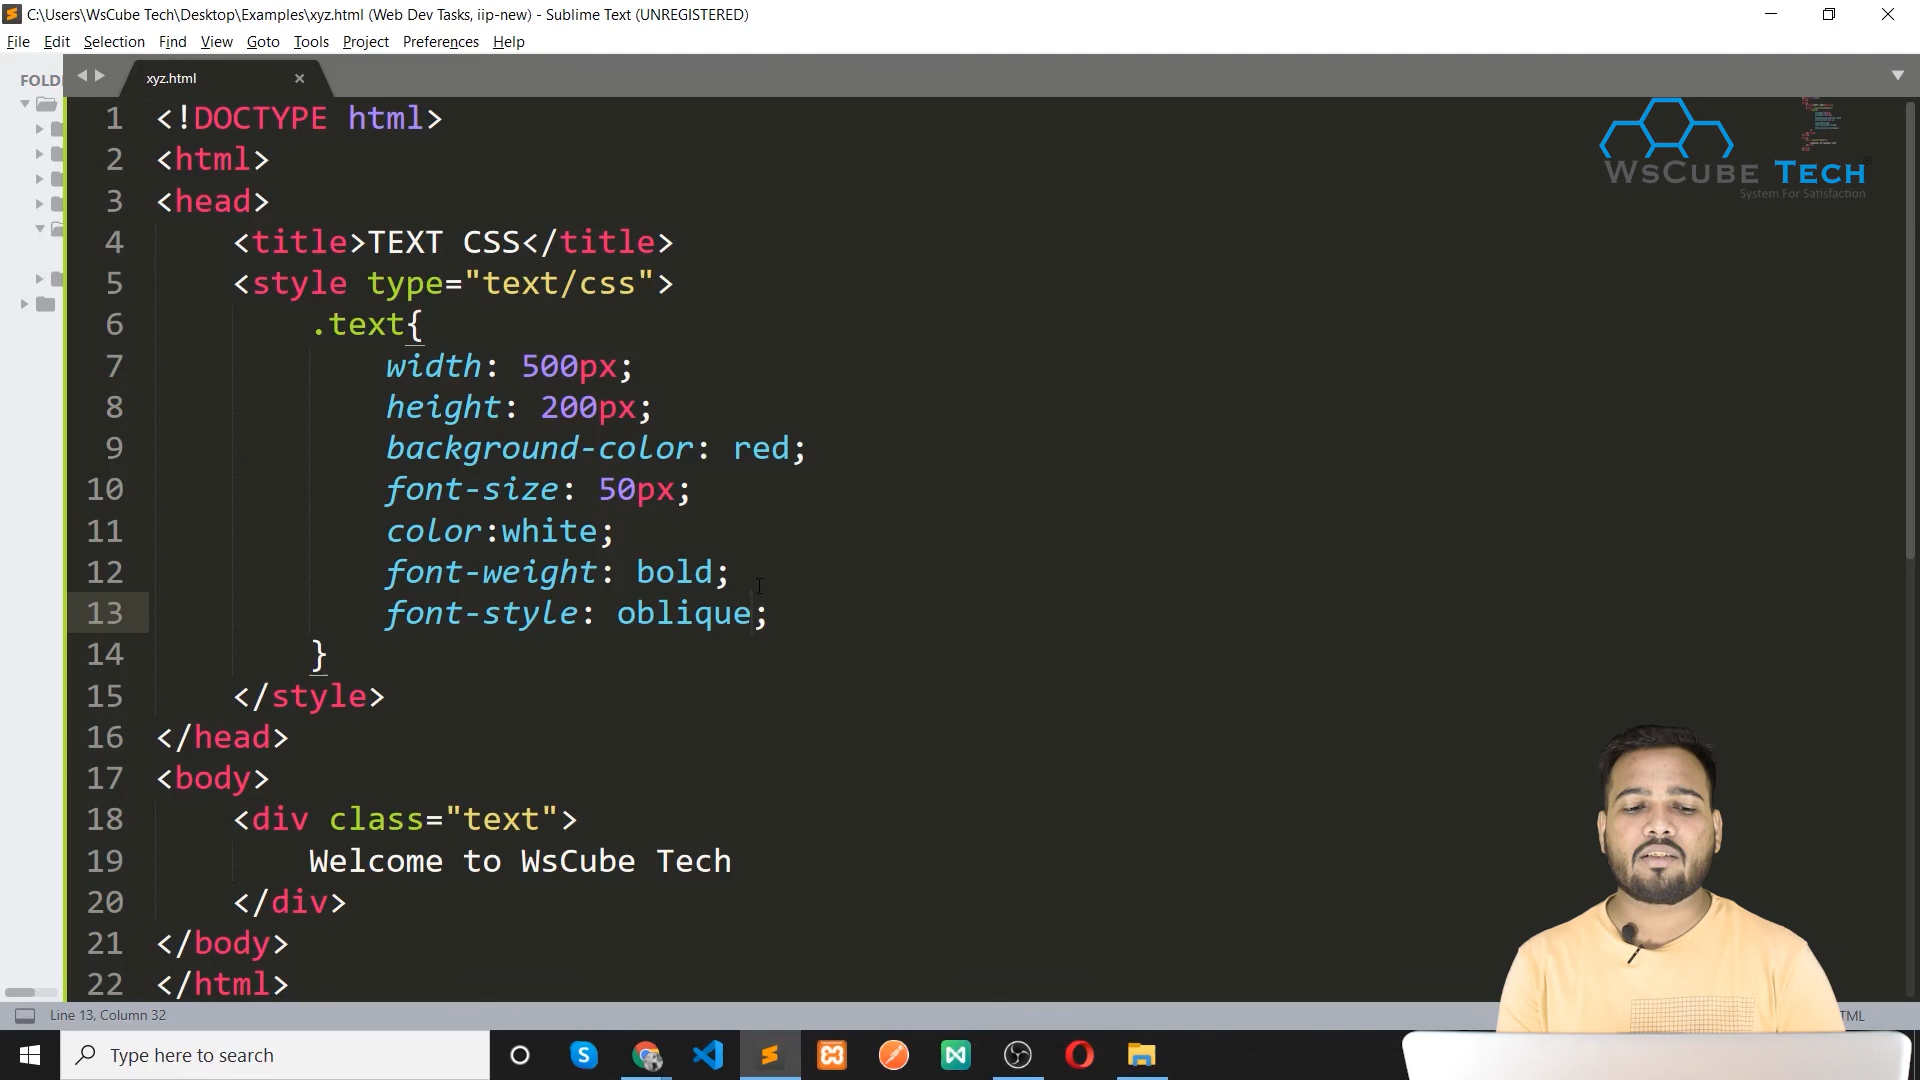 C:\Users\WsCube Tech\Desktop\Examples\xyz.html (Web Dev Tasks, iip-new) - Sublime Text (UNREGISTERED)
File Edit Selection Find View Goto Tools Project Preferences Help
FOLD
xyz.html
1 <!DOCTYPE html>
2 <html>
3 <head>
4 <title>TEXT CSS</title>
5 <style type="text/css">
6 .text{
7 width: 500px;
8 height: 200px;
9 background-color: red;
10 font-size: 50px;
11 color:white;
12 font-weight: bold;
13 font-style: oblique;
14 }
15 </style>
16 </head>
17 <body>
18 <div class="text">
19 Welcome to WsCube Tech
20 </div>
21 </body>
22 </html>
WsCube Tech
System For Satisfaction
Line 13, Column 32
TML
Type here to search